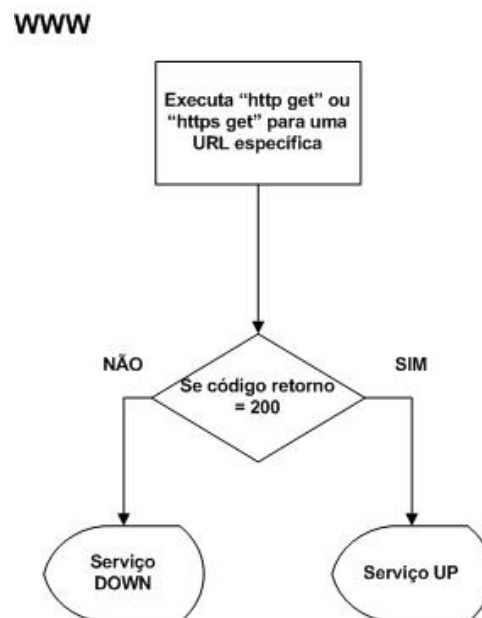 WWW
Executa “http get” ou
“https get” para uma
URL específica
NÃO
SIM
Se código retorno
= 200
Serviço
DOWN
Serviço UP